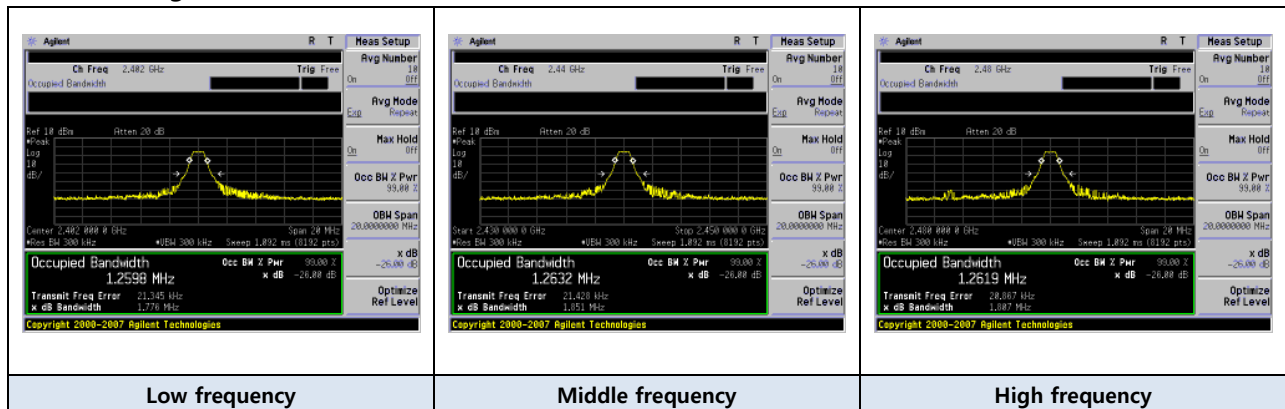 Agilent R T Meas Setup
Ch Freq 2.402 GHz Trig Free
Occupied Bandwidth
Avg Number
10
On Off
Avg Mode
Exp Repeat
Ref 10 dBm Atten 20 dB
#Peak
Log
10
dB/
Max Hold
On Off
Occ BW % Pwr
99.00 %
OBW Span
20.0000000 MHz
Center 2.402 000 0 GHz Span 20 MHz
#Res BW 300 kHz #VBW 300 kHz Sweep 1.092 ms (8192 pts)
x dB
-26.00 dB
Occupied Bandwidth Occ BW % Pwr 99.00 %
1.2598 MHz x dB -26.00 dB
Transmit Freq Error 21.345 kHz
x dB Bandwidth 1.776 MHz
Optimize
Ref Level
Copyright 2000-2007 Agilent Technologies
Low frequency
Agilent R T Meas Setup
Ch Freq 2.44 GHz Trig Free
Occupied Bandwidth
Avg Number
10
On Off
Avg Mode
Exp Repeat
Ref 10 dBm Atten 20 dB
#Peak
Log
10
dB/
Max Hold
On Off
Occ BW % Pwr
99.00 %
OBW Span
20.0000000 MHz
Start 2.430 000 0 GHz Stop 2.450 000 0 GHz
#Res BW 300 kHz #VBW 300 kHz Sweep 1.092 ms (8192 pts)
x dB
-26.00 dB
Occupied Bandwidth Occ BW % Pwr 99.00 %
1.2632 MHz x dB -26.00 dB
Transmit Freq Error 21.428 kHz
x dB Bandwidth 1.851 MHz
Optimize
Ref Level
Copyright 2000-2007 Agilent Technologies
Middle frequency
Agilent R T Meas Setup
Ch Freq 2.48 GHz Trig Free
Occupied Bandwidth
Avg Number
10
On Off
Avg Mode
Exp Repeat
Ref 10 dBm Atten 20 dB
#Peak
Log
10
dB/
Max Hold
On Off
Occ BW % Pwr
99.00 %
OBW Span
20.0000000 MHz
Center 2.480 000 0 GHz Span 20 MHz
#Res BW 300 kHz #VBW 300 kHz Sweep 1.092 ms (8192 pts)
x dB
-26.00 dB
Occupied Bandwidth Occ BW % Pwr 99.00 %
1.2619 MHz x dB -26.00 dB
Transmit Freq Error 20.867 kHz
x dB Bandwidth 1.807 MHz
Optimize
Ref Level
Copyright 2000-2007 Agilent Technologies
High frequency